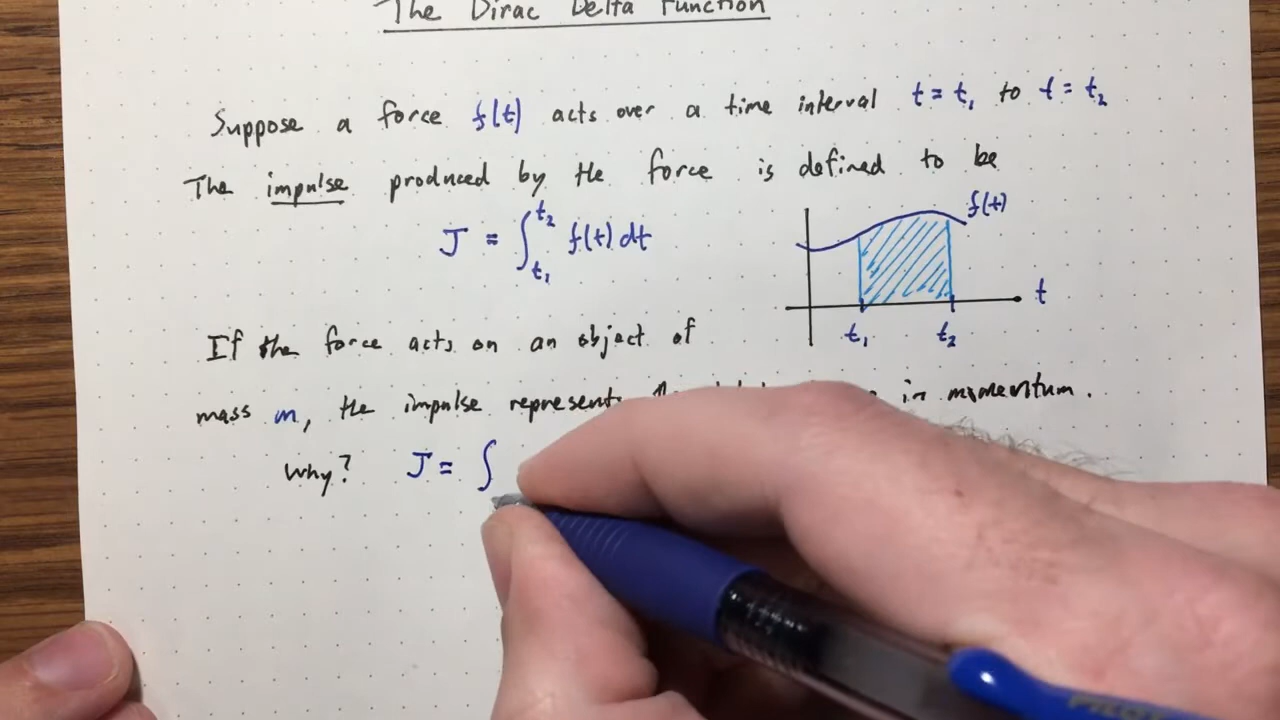 The Dirac Delta Function
Suppose a force f(t) acts over a time interval t = t₁ to t = t₂
The impulse produced by the force is defined to be
J = ∫ₜ₁ᵗ² f(t) dt
f(t)
t
t₁ t₂
If the force acts on an object of
mass m, the impulse represents in momentum.
Why? J = ∫
PILOT